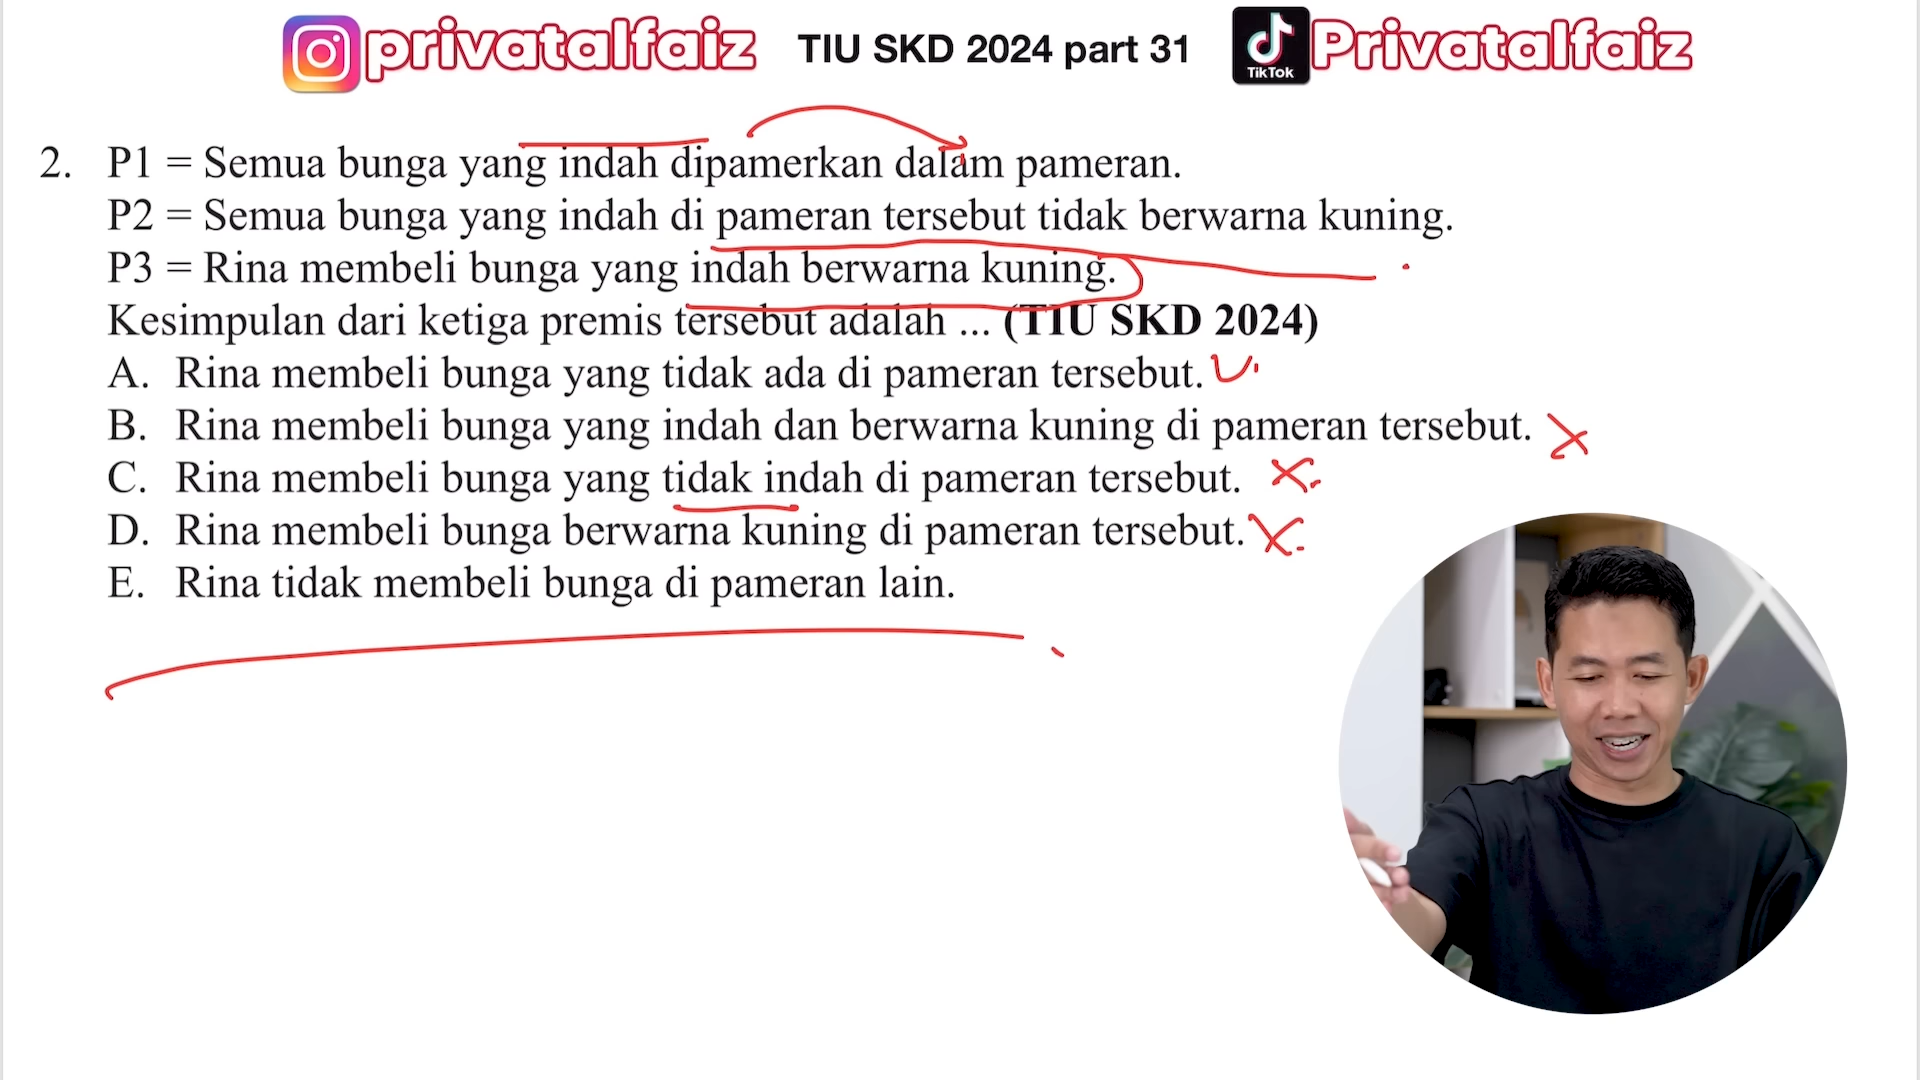 privatalfaiz TIU SKD 2024 part 31 TikTok Privatalfaiz
2. P1 = Semua bunga yang indah dipamerkan dalam pameran.
P2 = Semua bunga yang indah di pameran tersebut tidak berwarna kuning.
P3 = Rina membeli bunga yang indah berwarna kuning.
Kesimpulan dari ketiga premis tersebut adalah ... (TIU SKD 2024)
A. Rina membeli bunga yang tidak ada di pameran tersebut.
B. Rina membeli bunga yang indah dan berwarna kuning di pameran tersebut.
C. Rina membeli bunga yang tidak indah di pameran tersebut.
D. Rina membeli bunga berwarna kuning di pameran tersebut.
E. Rina tidak membeli bunga di pameran lain.